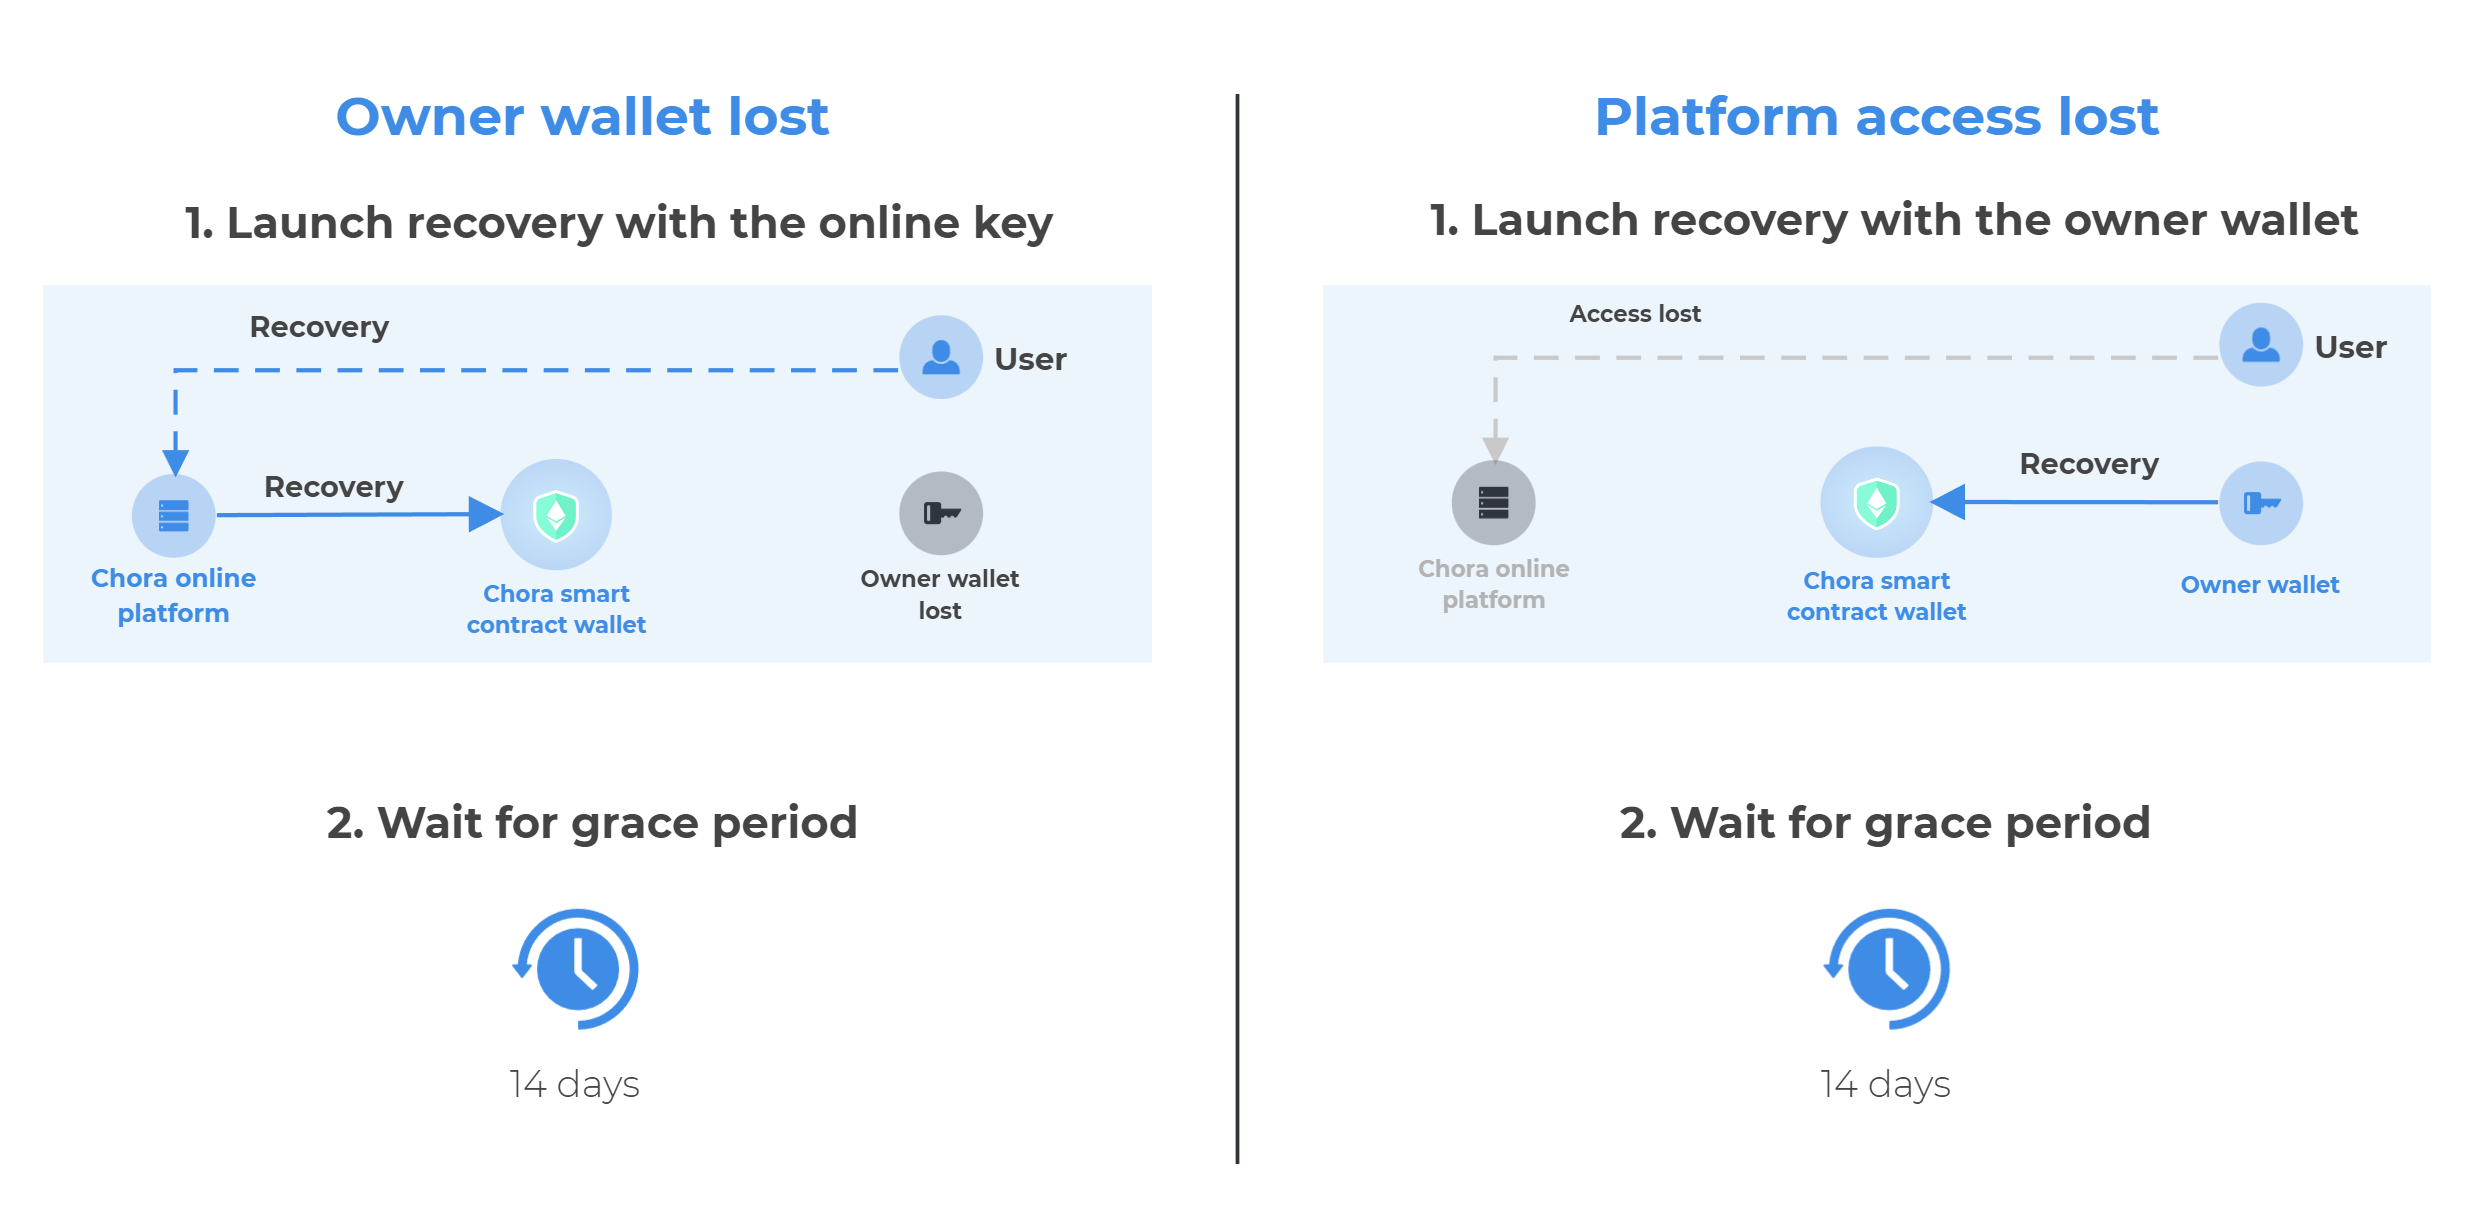 Owner wallet lost
1. Launch recovery with the online key
Recovery
User
Recovery
Chora online
platform
Chora smart
contract wallet
Owner wallet
lost
2. Wait for grace period
14 days
Platform access lost
1. Launch recovery with the owner wallet
Access lost
User
Recovery
Chora online
platform
Chora smart
contract wallet
Owner wallet
2. Wait for grace period
14 days